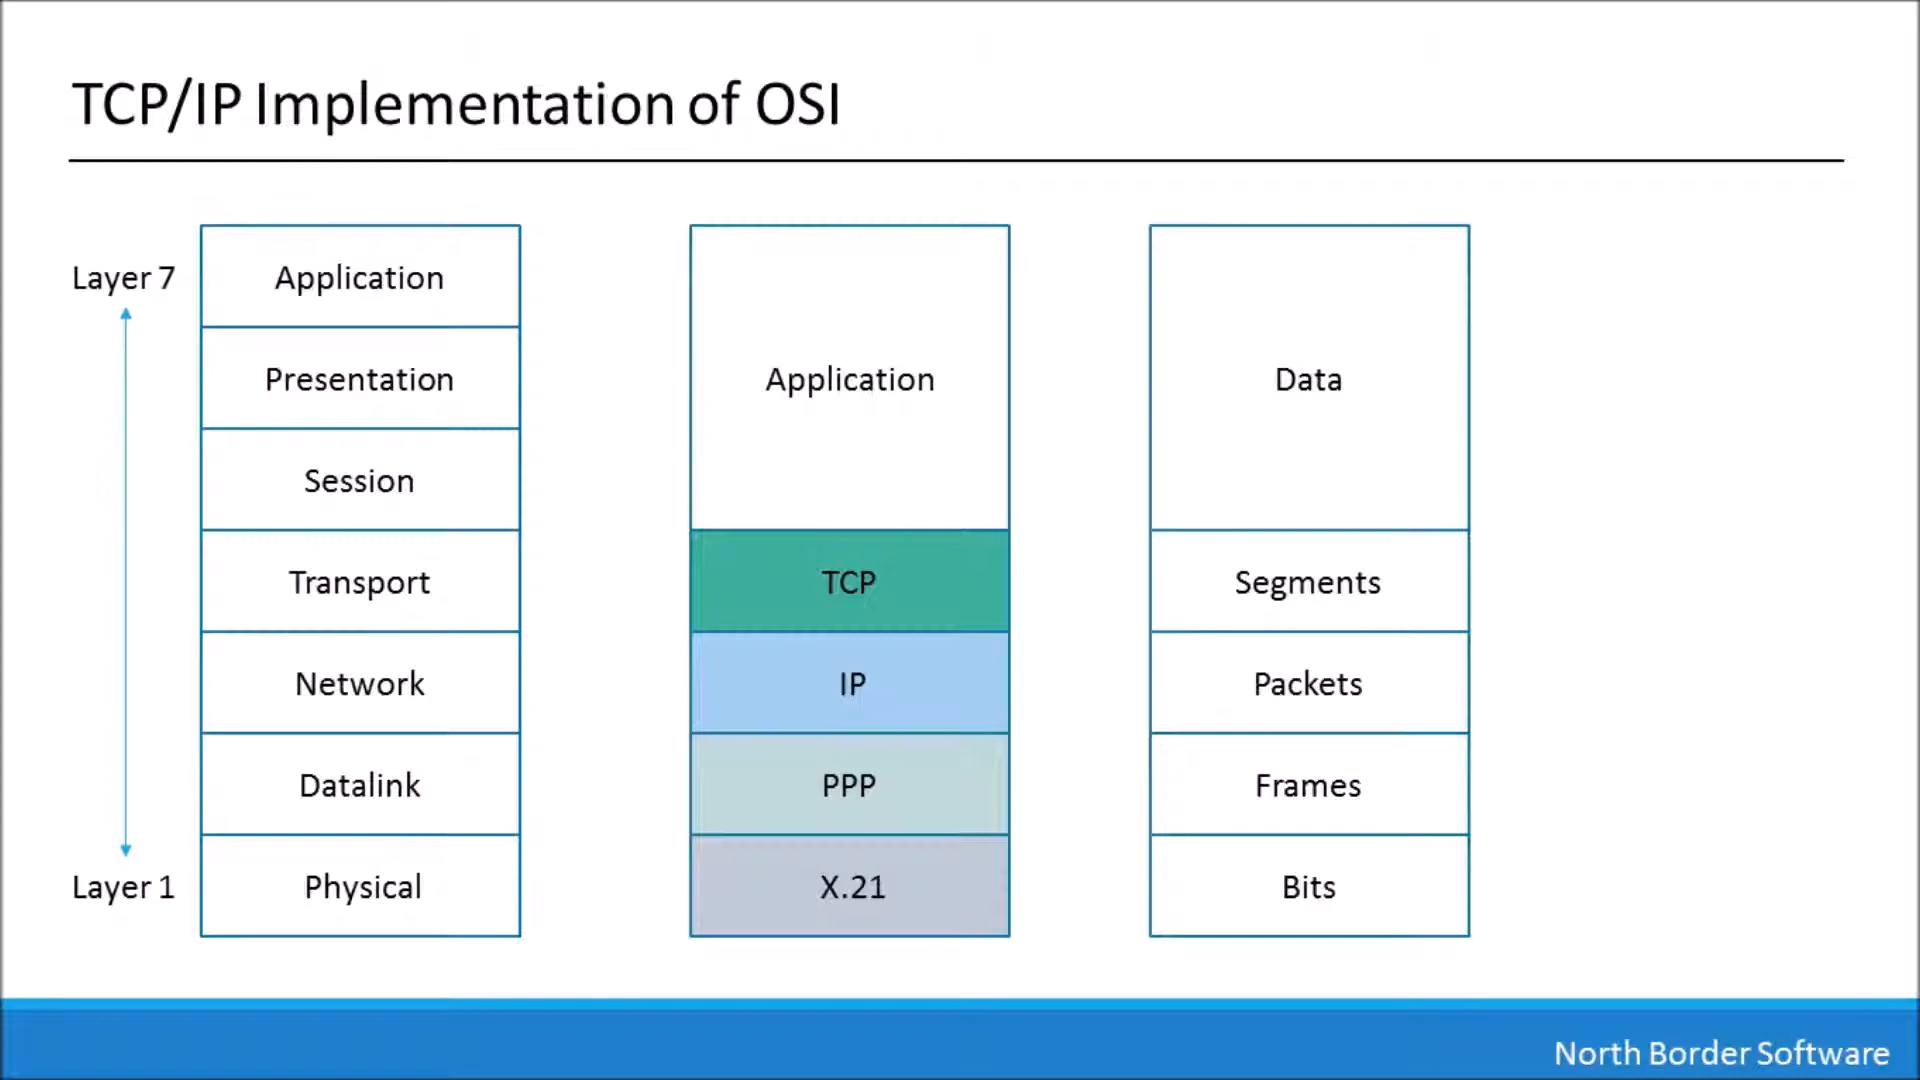 TCP/IP Implementation of OSI
Layer 7
Layer 1
Application
Presentation
Session
Transport
Network
Datalink
Physical
Application
TCP
IP
PPP
X.21
Data
Segments
Packets
Frames
Bits
North Border Software